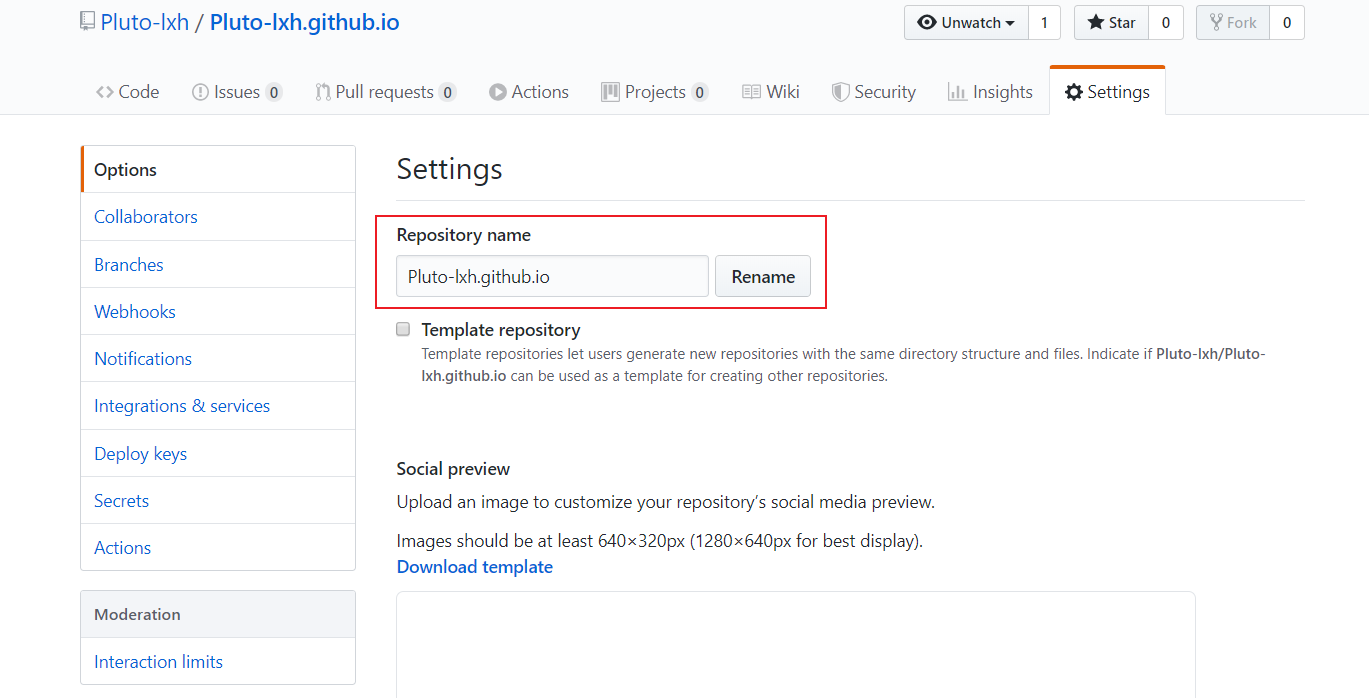 Pluto-lxh / Pluto-lxh.github.io
Unwatch 1 Star 0 Fork 0
Code Issues 0 Pull requests 0 Actions Projects 0 Wiki Security Insights Settings
Options
Collaborators
Branches
Webhooks
Notifications
Integrations & services
Deploy keys
Secrets
Actions
Moderation
Interaction limits
Settings
Repository name
Pluto-lxh.github.io Rename
Template repository
Template repositories let users generate new repositories with the same directory structure and files. Indicate if Pluto-lxh/Pluto-
lxh.github.io can be used as a template for creating other repositories.
Social preview
Upload an image to customize your repository’s social media preview.
Images should be at least 640×320px (1280×640px for best display).
Download template